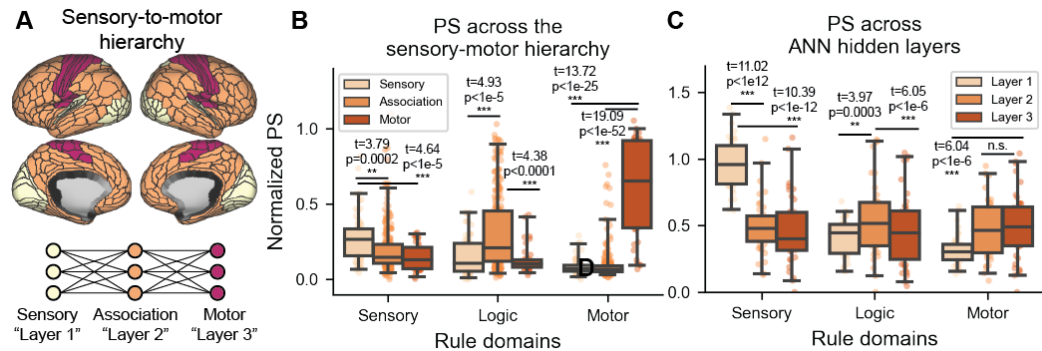 A
Sensory-to-motor
hierarchy
Sensory
“Layer 1”
Association
“Layer 2”
Motor
“Layer 3”
B
PS across the
sensory-motor hierarchy
Normalized PS
1.0
0.5
0.0
Sensory
Association
Motor
t=3.79
p=0.0002
**
t=4.64
p<1e-5
***
t=4.93
p<1e-5
***
t=4.38
p<0.0001
***
t=13.72
p<1e-25
***
t=19.09
p<1e-52
***
D
Sensory
Logic
Motor
Rule domains
C
PS across
ANN hidden layers
1.5
1.0
0.5
0.0
t=11.02
p<1e12
***
t=10.39
p<1e-12
***
t=3.97
p=0.0003
**
t=6.05
p<1e-6
***
t=6.04
p<1e-6
***
n.s.
Layer 1
Layer 2
Layer 3
Sensory
Logic
Motor
Rule domains